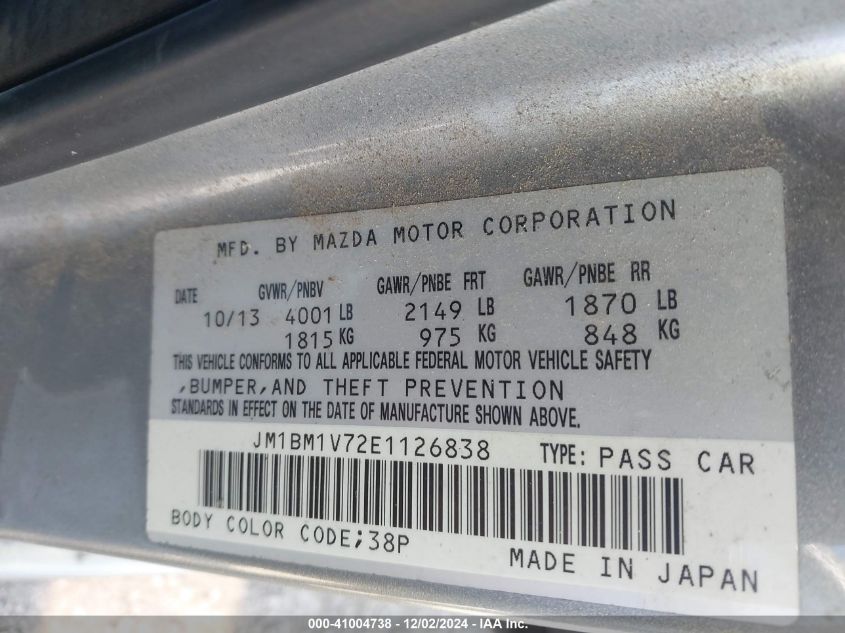 MFD. BY MAZDA MOTOR CORPORATION
DATE GVWR/PNBV GAWR/PNBE FRT GAWR/PNBE RR
10/13 4001 LB 2149 LB 1870 LB
1815 KG 975 KG 848 KG
THIS VEHICLE CONFORMS TO ALL APPLICABLE FEDERAL MOTOR VEHICLE SAFETY
,BUMPER,AND THEFT PREVENTION
STANDARDS IN EFFECT ON THE DATE OF MANUFACTURE SHOWN ABOVE.
JM1BM1V72E1126838 TYPE: PASS CAR
BODY COLOR CODE;38P
MADE IN JAPAN
000-41004738 - 12/02/2024 - IAA Inc.